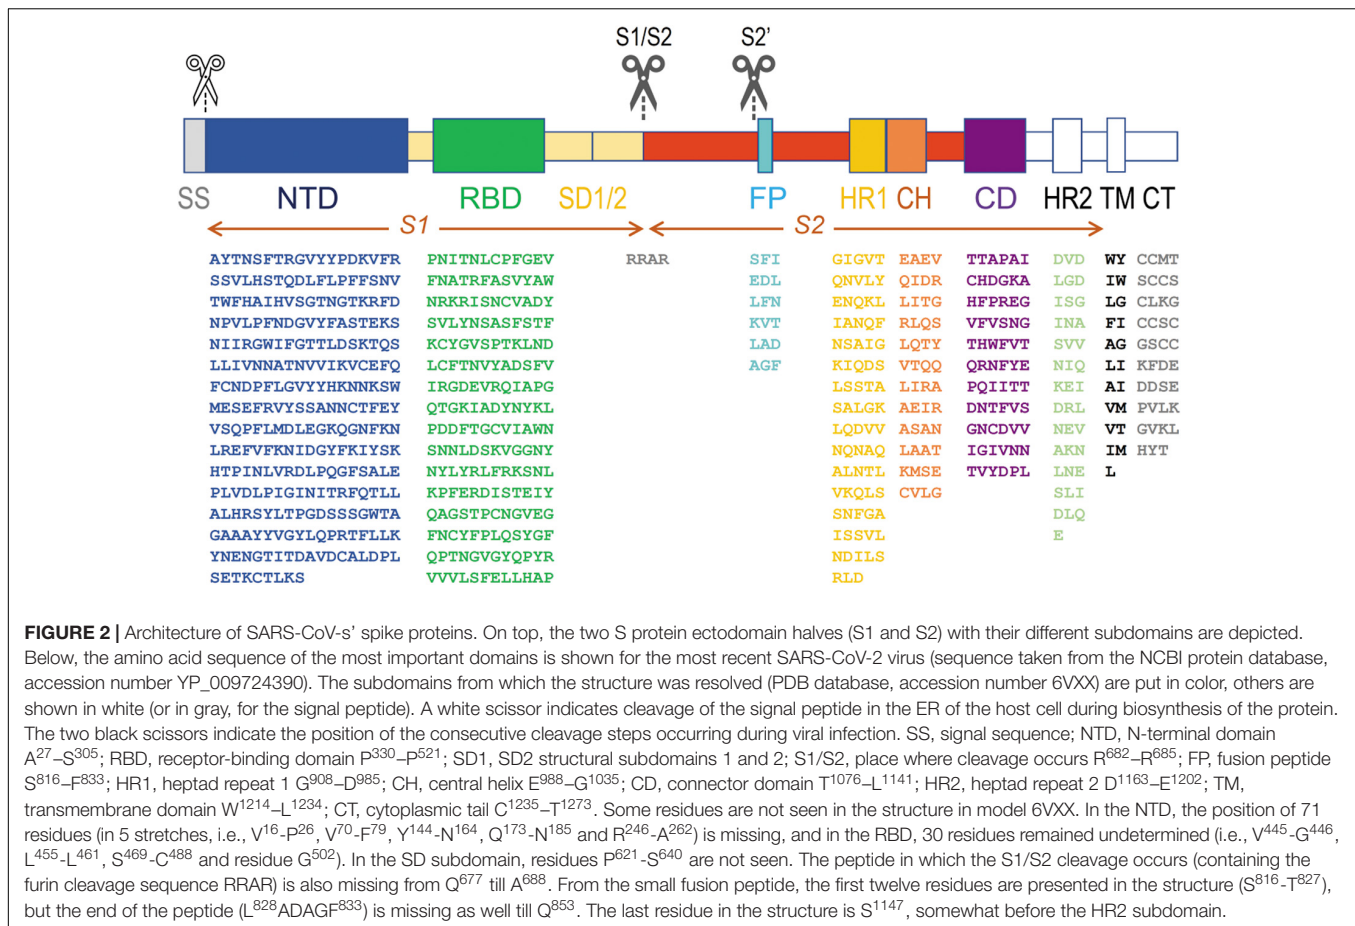 S1/S2
S2'
SS
NTD
RBD
SD1/2
FP
HR1
CH
CD
HR2
TM
CT
S1
S2
AYTNSFTRGVYYPDKVFR
SSVLHSTQDLFLPFFSNV
TWFHAIHVSGTNGTKRFD
NPVLPFNDGVYFASTEKS
NIIRGWIFGTTLDSKTQS
LLIVNNATNVVIKVCEFQ
FCNDPFLGVYYHKNNKSW
MESEFRVYSSANNCTFEY
VSQPFLMDLEGKQGNFKN
LREFVFKNIDGYFKIYSK
HTPINLVRDLPQGFSALE
PLVDLPIGINITRFQTLL
ALHRSYLTPGDSSSGWTA
GAAAYYVGYLQPRTFLLK
YNENGTITDAVDCALDPL
SETKCTLKS
PNITNLCPFGEV
FNATRFASVYAW
NRKRISNCVADY
SVLYNSASFSTF
KCYGVSPTKLND
LCFTNVYADSFV
IRGDEVRQIAPG
QTGKIADYNYKL
PDDFTGCVIAWN
SNNLDSKVGGNY
NYLYRLFRKSNL
KPFERDISTEIY
QAGSTPCNGVEG
FNCYFPLQSYGF
QPTNGVGYQPYR
VVVLSFELLHAP
RRAR
SFI
EDL
LFN
KVT
LAD
AGF
GIGVT
QNVLY
ENQKL
IANQF
NSAIG
KIQDS
LSSTA
SALGK
LQDVV
NQNAQ
ALNTL
VKQLS
SNFGA
ISSVL
NDILS
RLD
EAEV
QIDR
LITG
RLQS
LQTY
VTQQ
LIRA
AEIR
ASAN
LAAT
KMSE
CVLG
TTAPAI
CHDGKA
HFPREG
VFVSNG
THWFVT
QRNFYE
PQIITT
DNTFVS
GNCDVV
IGIVNN
TVYDPL
DVD
LGD
ISG
INA
SVV
NIQ
KEI
DRL
NEV
AKN
LNE
SLI
DLQ
E
WY
IW
LG
FI
AG
LI
AI
VM
VT
IM
L
CCMT
SCCS
CLKG
CCSC
GSCC
KFDE
DDSE
PVLK
GVKL
HYT
FIGURE 2 | Architecture of SARS-CoV-s’ spike proteins. On top, the two S protein ectodomain halves (S1 and S2) with their different subdomains are depicted.
Below, the amino acid sequence of the most important domains is shown for the most recent SARS-CoV-2 virus (sequence taken from the NCBI protein database,
accession number YP_009724390). The subdomains from which the structure was resolved (PDB database, accession number 6VXX) are put in color, others are
shown in white (or in gray, for the signal peptide). A white scissor indicates cleavage of the signal peptide in the ER of the host cell during biosynthesis of the protein.
The two black scissors indicate the position of the consecutive cleavage steps occurring during viral infection. SS, signal sequence; NTD, N-terminal domain
A27–S305; RBD, receptor-binding domain P330–P521; SD1, SD2 structural subdomains 1 and 2; S1/S2, place where cleavage occurs R682–R685; FP, fusion peptide
S816–F833; HR1, heptad repeat 1 G908–D985; CH, central helix E988–G1035; CD, connector domain T1076–L1141; HR2, heptad repeat 2 D1163–E1202; TM,
transmembrane domain W1214–L1234; CT, cytoplasmic tail C1235–T1273. Some residues are not seen in the structure in model 6VXX. In the NTD, the position of 71
residues (in 5 stretches, i.e., V16-P26, V70-F79, Y144-N164, Q173-N185 and R246-A262) is missing, and in the RBD, 30 residues remained undetermined (i.e., V445-G446,
L455-L461, S469-C488 and residue G502). In the SD subdomain, residues P621-S640 are not seen. The peptide in which the S1/S2 cleavage occurs (containing the
furin cleavage sequence RRAR) is also missing from Q677 till A688. From the small fusion peptide, the first twelve residues are presented in the structure (S816-T827),
but the end of the peptide (L828ADAGF833) is missing as well till Q853. The last residue in the structure is S1147, somewhat before the HR2 subdomain.